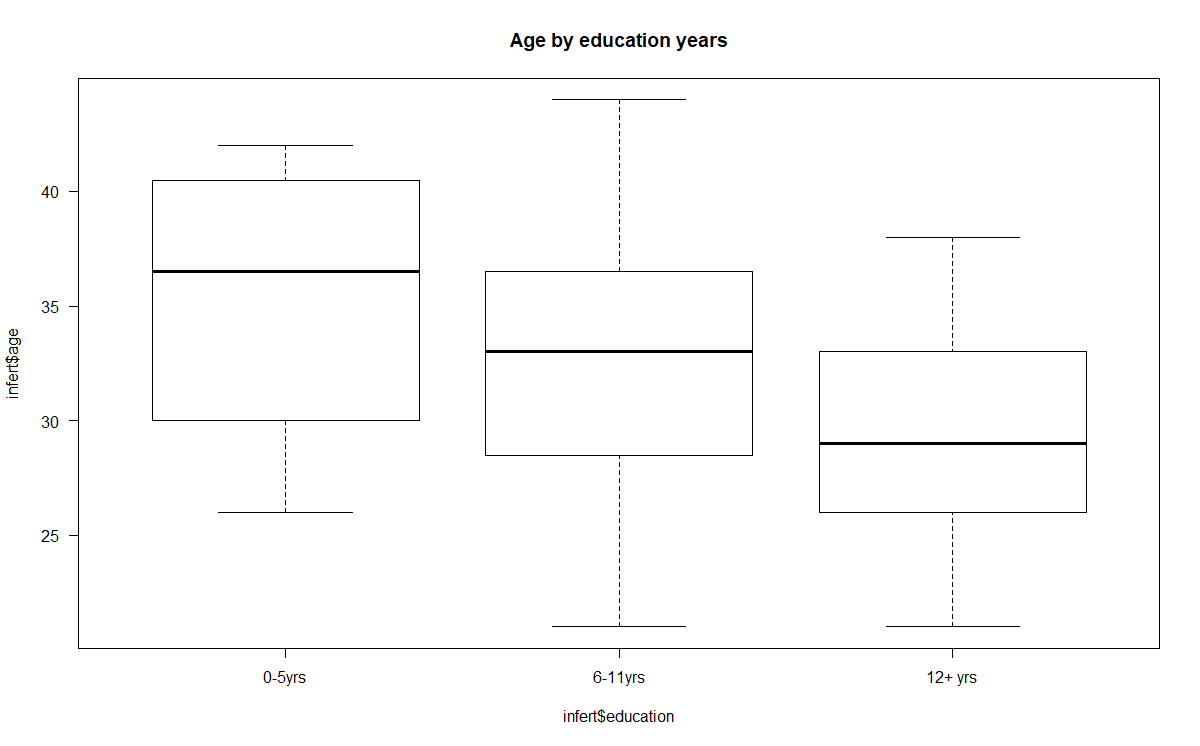 Age by education years
infert$age
40
35
30
25
0-5yrs
6-11yrs
12+ yrs
infert$education